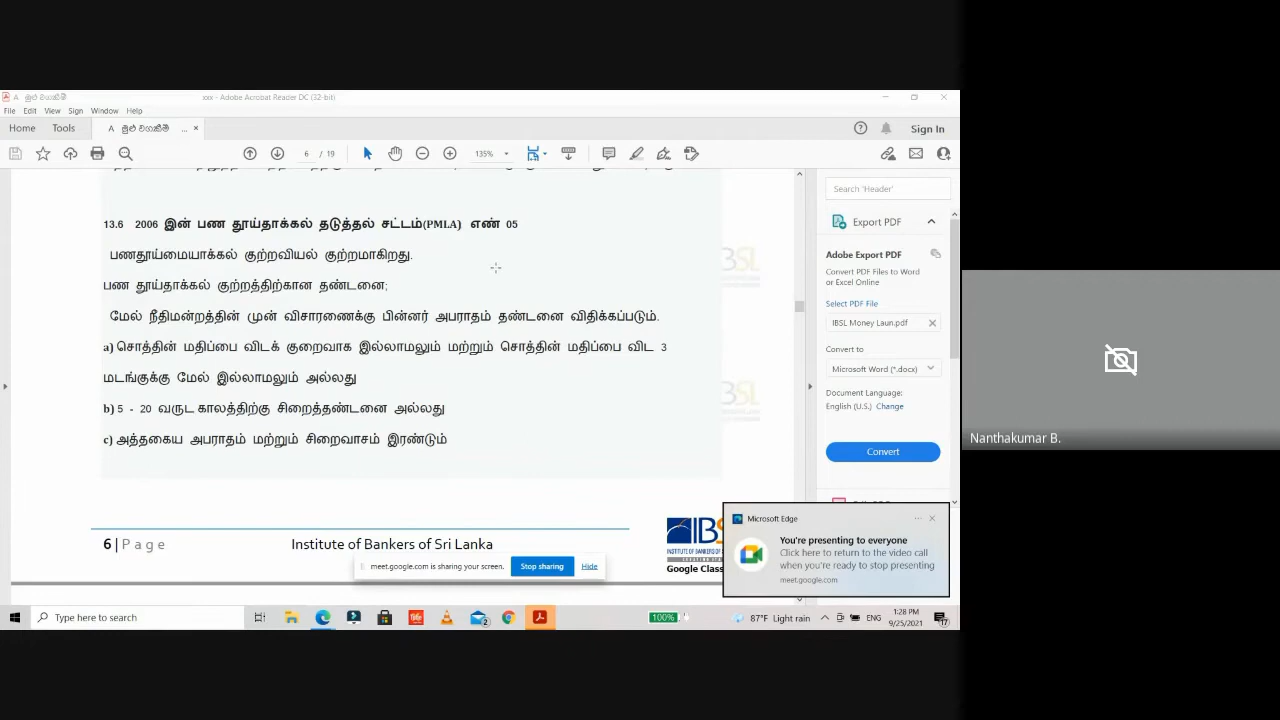 A මුළු වගකීම්
xxx - Adobe Acrobat Reader DC (32-bit)
File Edit View Sign Window Help
Home Tools A මුළු වගකීම් ... ×
Sign In
6 / 19 135%
Search 'Header'
13.6 2006 இன் பண தூய்தாக்கல் தடுத்தல் சட்டம்(PMLA) எண் 05
பணதூய்மையாக்கல் குற்றவியல் குற்றமாகிறது.
பண தூய்தாக்கல் குற்றத்திற்கான தண்டனை;
மேல் நீதிமன்றத்தின் முன் விசாரணைக்கு பின்னர் அபராதம் தண்டனை விதிக்கப்படும்.
a) சொத்தின் மதிப்பை விடக் குறைவாக இல்லாமலும் மற்றும் சொத்தின் மதிப்பை விட 3
மடங்குக்கு மேல் இல்லாமலும் அல்லது
b) 5 - 20 வருட காலத்திற்கு சிறைத்தண்டனை அல்லது
c) அத்தகைய அபராதம் மற்றும் சிறைவாசம் இரண்டும்
6 | Page
Institute of Bankers of Sri Lanka
IBS
Google Class
meet.google.com is sharing your screen. Stop sharing Hide
Export PDF
Adobe Export PDF
Convert PDF Files to Word
or Excel Online
Select PDF File
IBSL Money Laun.pdf
Convert to
Microsoft Word (*.docx)
Document Language:
English (U.S.) Change
Convert
Microsoft Edge
You're presenting to everyone
Click here to return to the video call
when you're ready to stop presenting
meet.google.com
Type here to search
100%
87°F Light rain
ENG
1:28 PM
9/25/2021
Nanthakumar B.